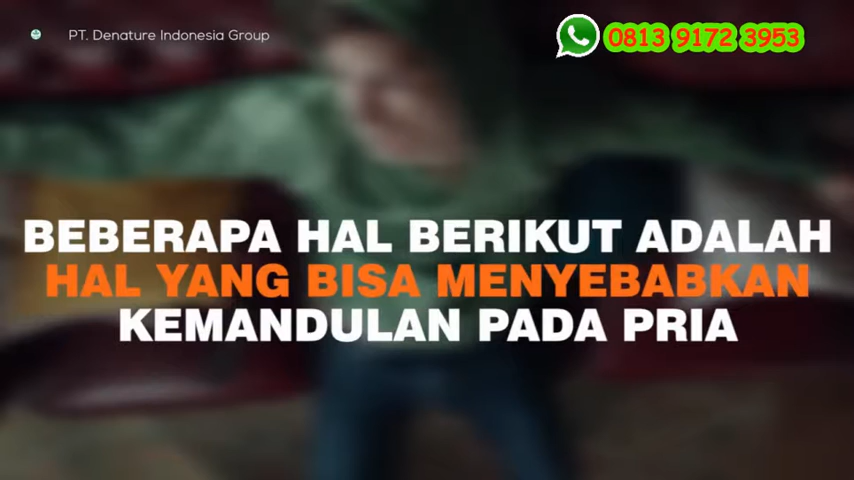 PT. Denature Indonesia Group
0813 9172 3953
BEBERAPA HAL BERIKUT ADALAH
HAL YANG BISA MENYEBABKAN
KEMANDULAN PADA PRIA